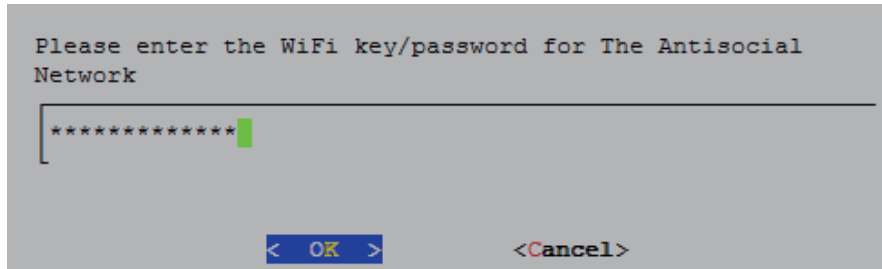 Please enter the WiFi key/password for The Antisocial
Network
*************
<  OK  > <Cancel>